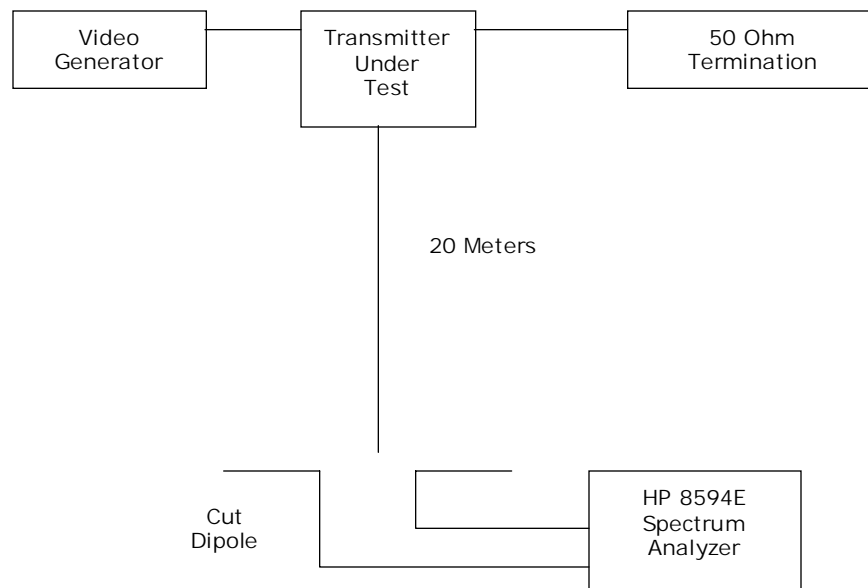 Video
Generator
Transmitter
Under
Test
50 Ohm
Termination
20 Meters
Cut
Dipole
HP 8594E
Spectrum
Analyzer